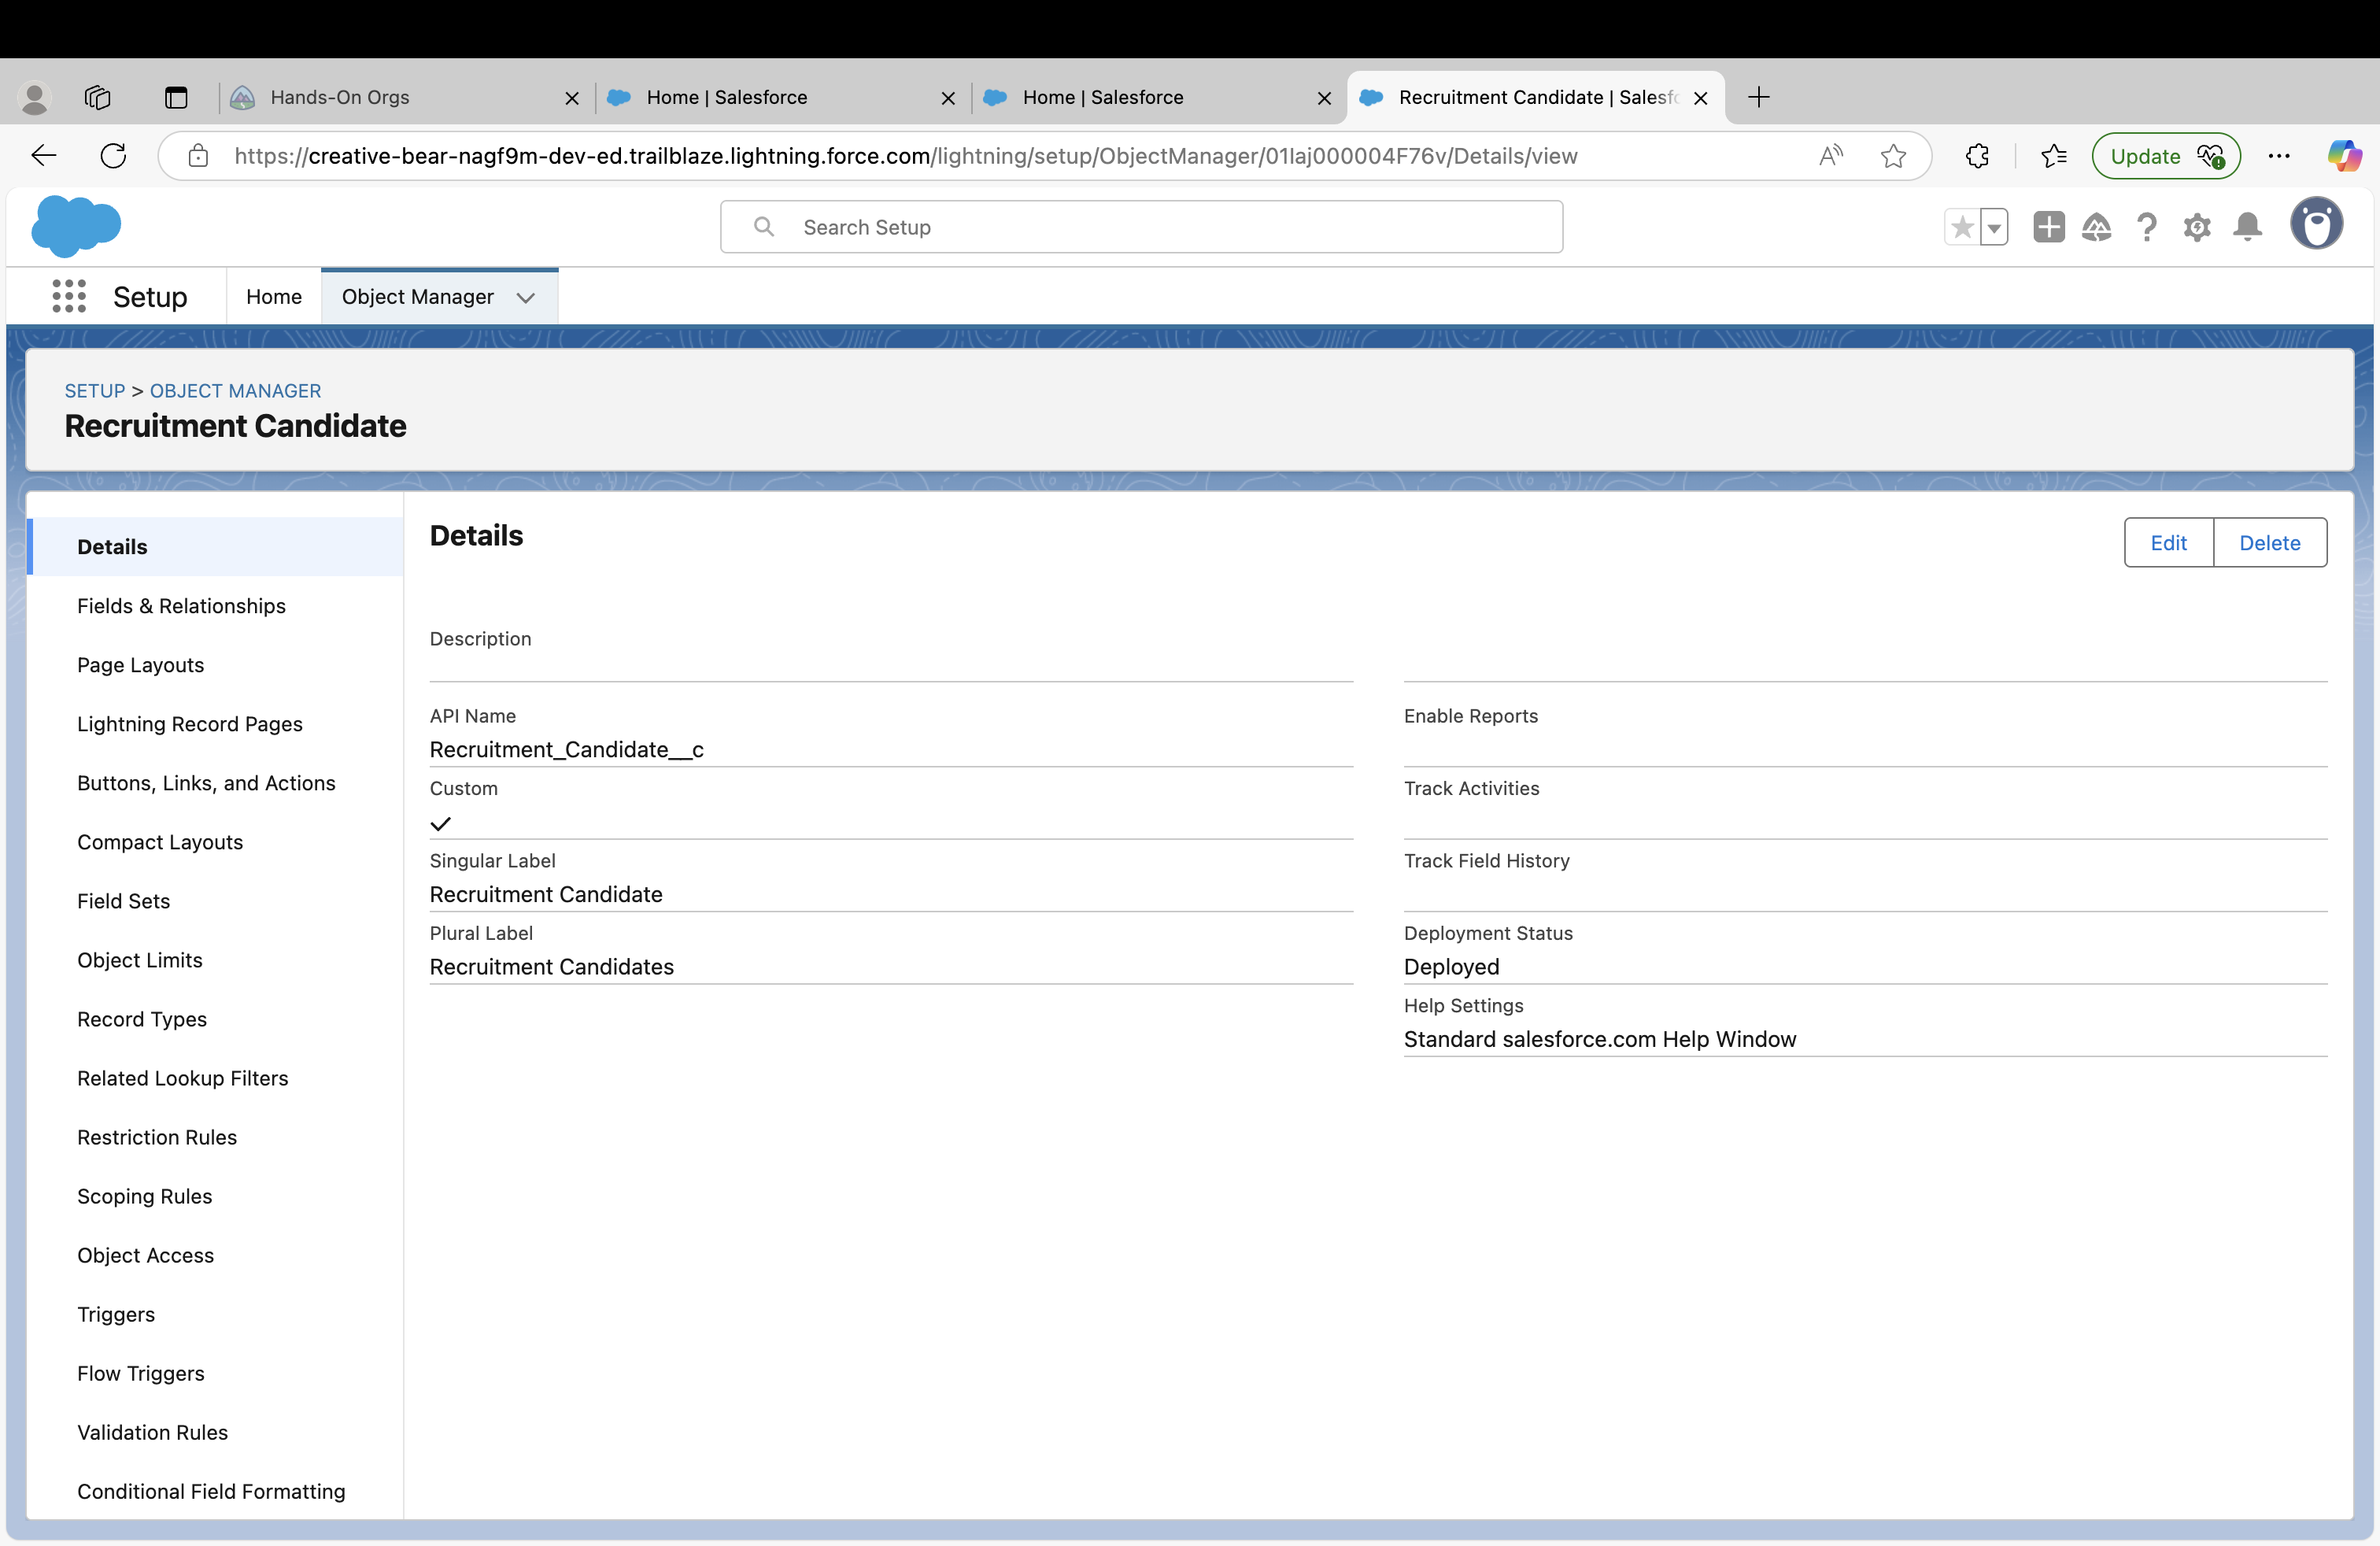 Hands-On Orgs
Home | Salesforce
Home | Salesforce
Recruitment Candidate | Salesfo
https://creative-bear-nagf9m-dev-ed.trailblaze.lightning.force.com/lightning/setup/ObjectManager/01Iaj000004F76v/Details/view
Update
Search Setup
Setup
Home
Object Manager
SETUP > OBJECT MANAGER
Recruitment Candidate
Details
Fields & Relationships
Page Layouts
Lightning Record Pages
Buttons, Links, and Actions
Compact Layouts
Field Sets
Object Limits
Record Types
Related Lookup Filters
Restriction Rules
Scoping Rules
Object Access
Triggers
Flow Triggers
Validation Rules
Conditional Field Formatting
Details
Edit
Delete
Description
API Name
Recruitment_Candidate__c
Custom
Singular Label
Recruitment Candidate
Plural Label
Recruitment Candidates
Enable Reports
Track Activities
Track Field History
Deployment Status
Deployed
Help Settings
Standard salesforce.com Help Window